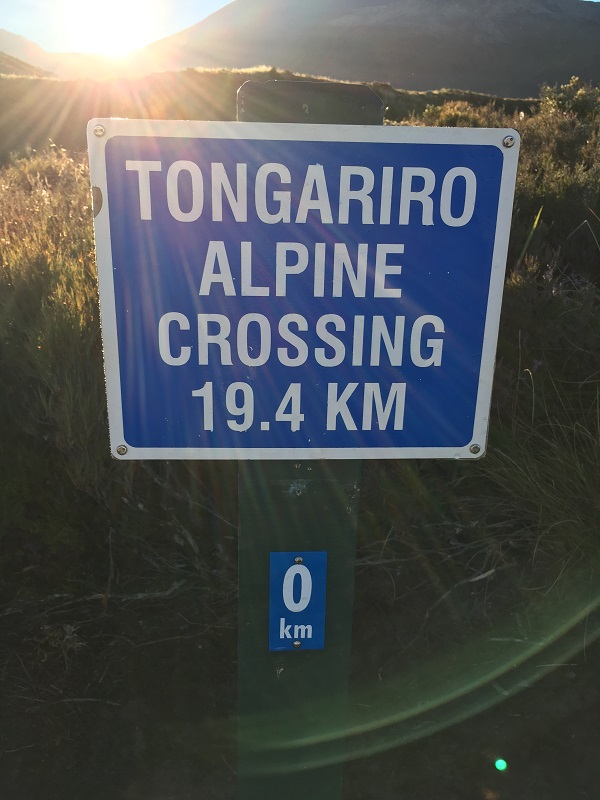 TONGARIRO
ALPINE
CROSSING
19.4 KM
0
km